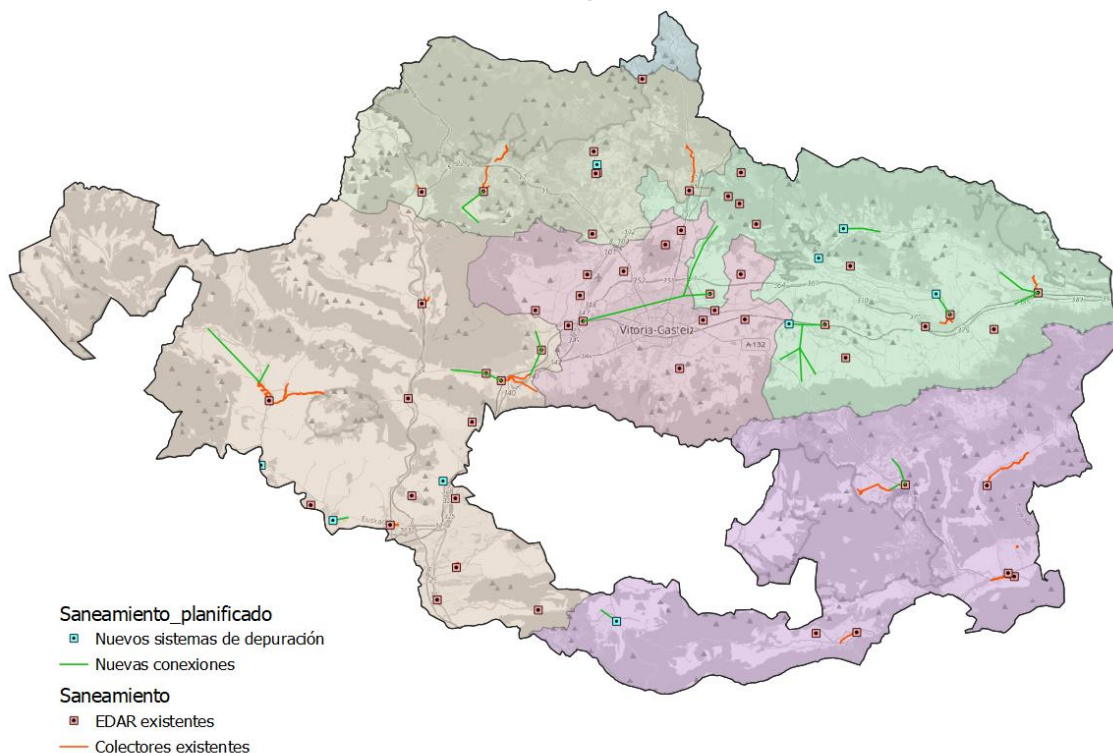 Vitoria-Gasteiz
A-132
Saneamiento_planificado
Nuevos sistemas de depuración
Nuevas conexiones
Saneamiento
EDAR existentes
Colectores existentes